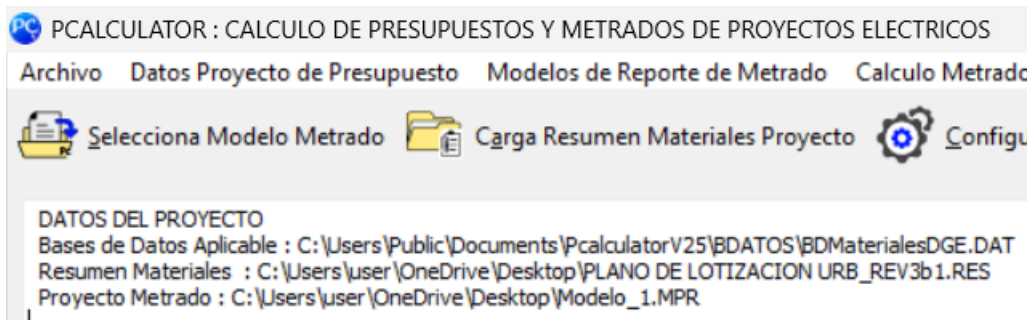 PCALCULATOR : CALCULO DE PRESUPUESTOS Y METRADOS DE PROYECTOS ELECTRICOS
Archivo Datos Proyecto de Presupuesto Modelos de Reporte de Metrado Calculo Metrado
Selecciona Modelo Metrado Carga Resumen Materiales Proyecto Configu
DATOS DEL PROYECTO
Bases de Datos Aplicable : C:\Users\Public\Documents\PcalculatorV25\BDATOS\BDMaterialesDGE.DAT
Resumen Materiales : C:\Users\user\OneDrive\Desktop\PLANO DE LOTIZACION URB_REV3b1.RES
Proyecto Metrado : C:\Users\user\OneDrive\Desktop\Modelo_1.MPR